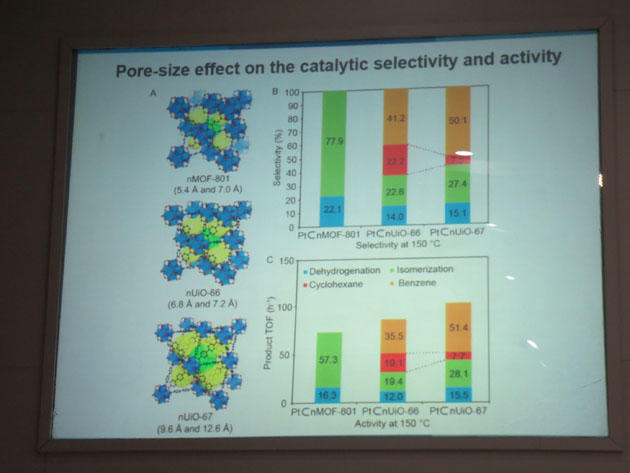 Pore-size effect on the catalytic selectivity and activity
A
nMOF-801
(5.4 Å and 7.0 Å)
nUiO-66
(6.8 Å and 7.2 Å)
nUiO-67
(9.6 Å and 12.6 Å)
B
Selectivity (%)
100
90
80
70
60
50
40
30
20
10
0
77.9
22.1
41.2
22.2
22.6
14.0
50.1
27.4
15.1
Pt⊂nMOF-801 Pt⊂nUiO-66 Pt⊂nUiO-67
Selectivity at 150 °C
C
Product TOF (h⁻¹)
150
100
50
0
Dehydrogenation Isomerization
Cyclohexane Benzene
57.3
16.3
35.5
19.1
19.4
12.0
51.4
7.7
28.1
15.5
Pt⊂nMOF-801 Pt⊂nUiO-66 Pt⊂nUiO-67
Activity at 150 °C